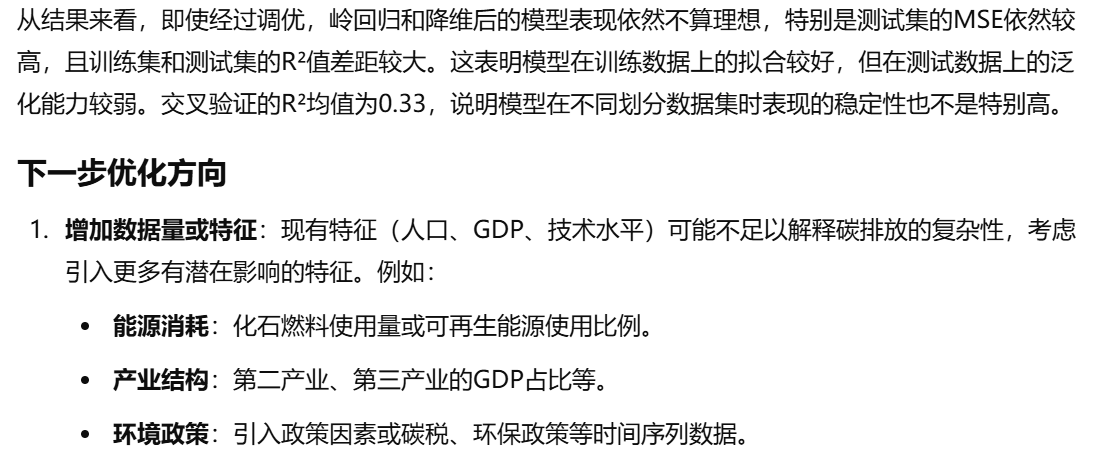 从结果来看，即使经过调优，岭回归和降维后的模型表现依然不算理想，特别是测试集的MSE依然较
高，且训练集和测试集的R²值差距较大。这表明模型在训练数据上的拟合较好，但在测试数据上的泛
化能力较弱。交叉验证的R²均值为0.33，说明模型在不同划分数据集时表现的稳定性也不是特别高。
下一步优化方向
1. 增加数据量或特征：现有特征（人口、GDP、技术水平）可能不足以解释碳排放的复杂性，考虑
引入更多有潜在影响的特征。例如：
• 能源消耗：化石燃料使用量或可再生能源使用比例。
• 产业结构：第二产业、第三产业的GDP占比等。
• 环境政策：引入政策因素或碳税、环保政策等时间序列数据。